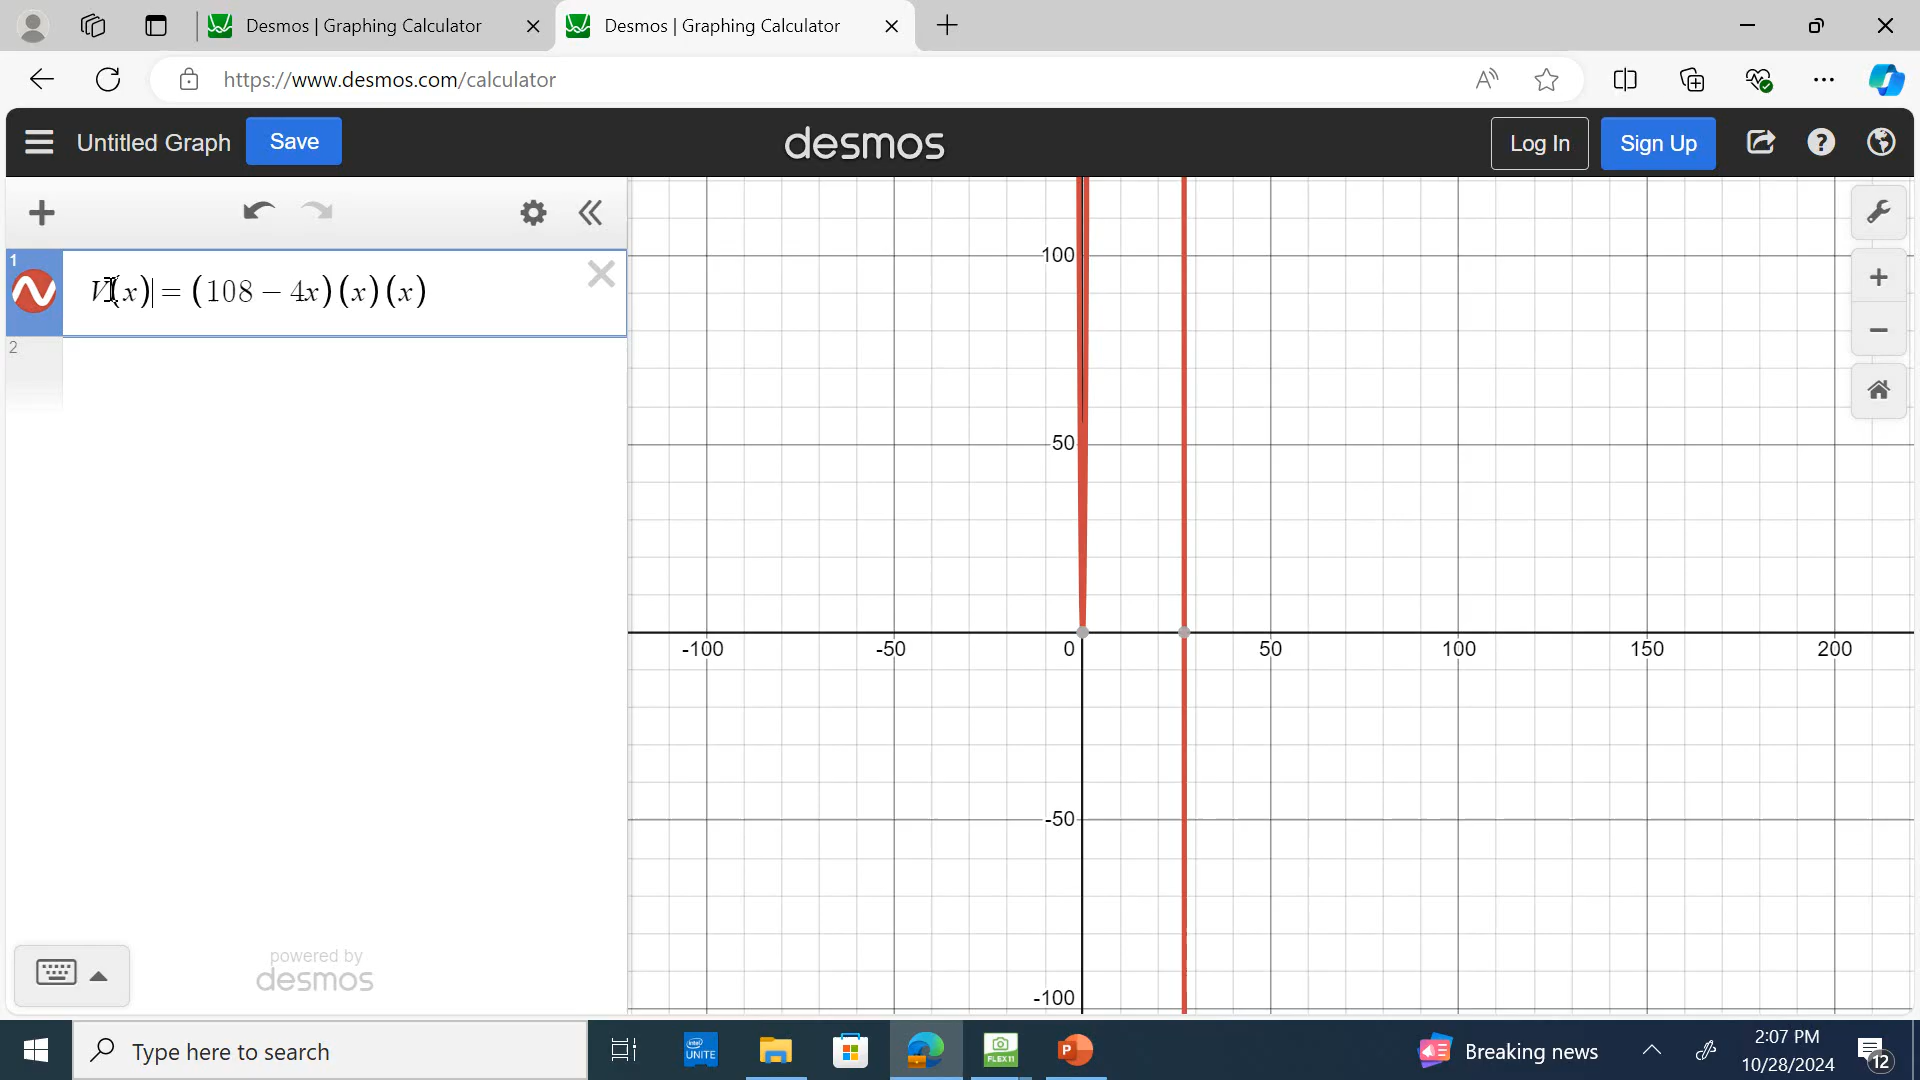 Desmos | Graphing Calculator
Desmos | Graphing Calculator
https://www.desmos.com/calculator
Untitled Graph
Save
desmos
Log In
Sign Up
1
V(x) = (108 − 4x)(x)(x)
2
100
50
-100
-50
0
50
100
150
200
-50
-100
powered by
desmos
Type here to search
intel UNITE
FLEX11
P
Breaking news
2:07 PM
10/28/2024
12